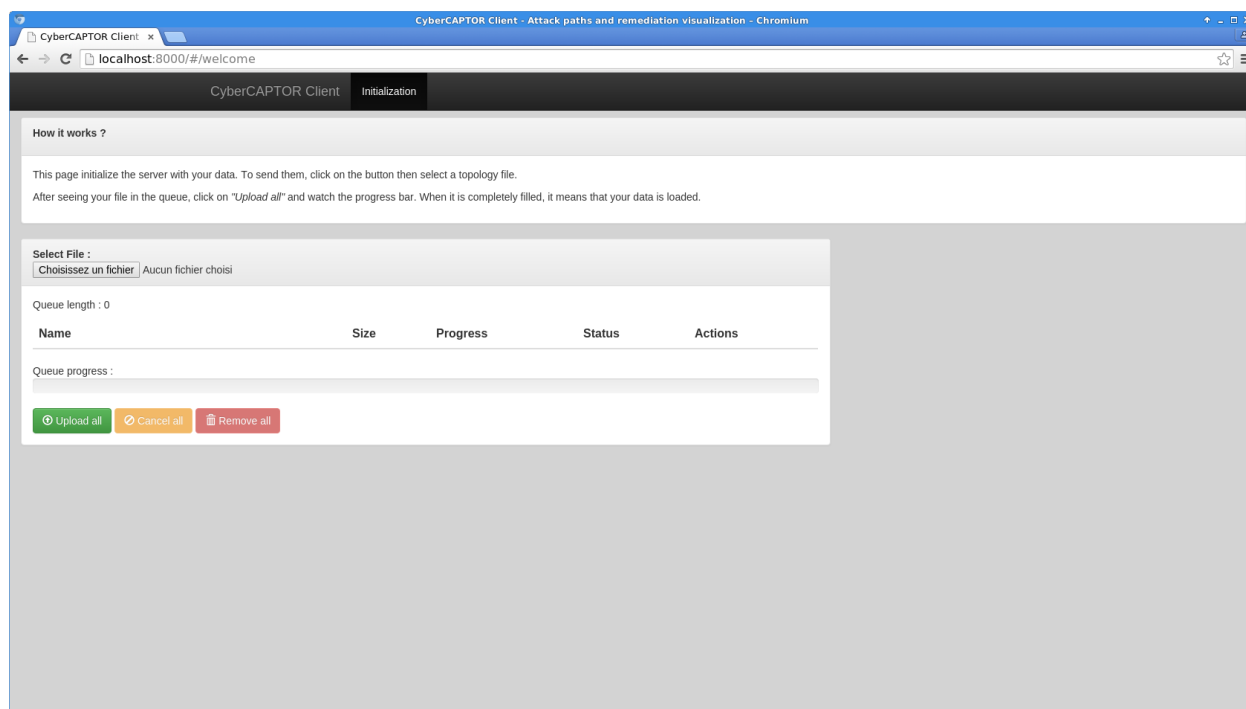 CyberCAPTOR Client - Attack paths and remediation visualization - Chromium
CyberCAPTOR Client ×
localhost:8000/#/welcome
CyberCAPTOR Client Initialization
How it works ?
This page initialize the server with your data. To send them, click on the button then select a topology file.
After seeing your file in the queue, click on "Upload all" and watch the progress bar. When it is completely filled, it means that your data is loaded.
Select File :
Choisissez un fichier Aucun fichier choisi
Queue length : 0
Name Size Progress Status Actions
Queue progress :
Upload all Cancel all Remove all